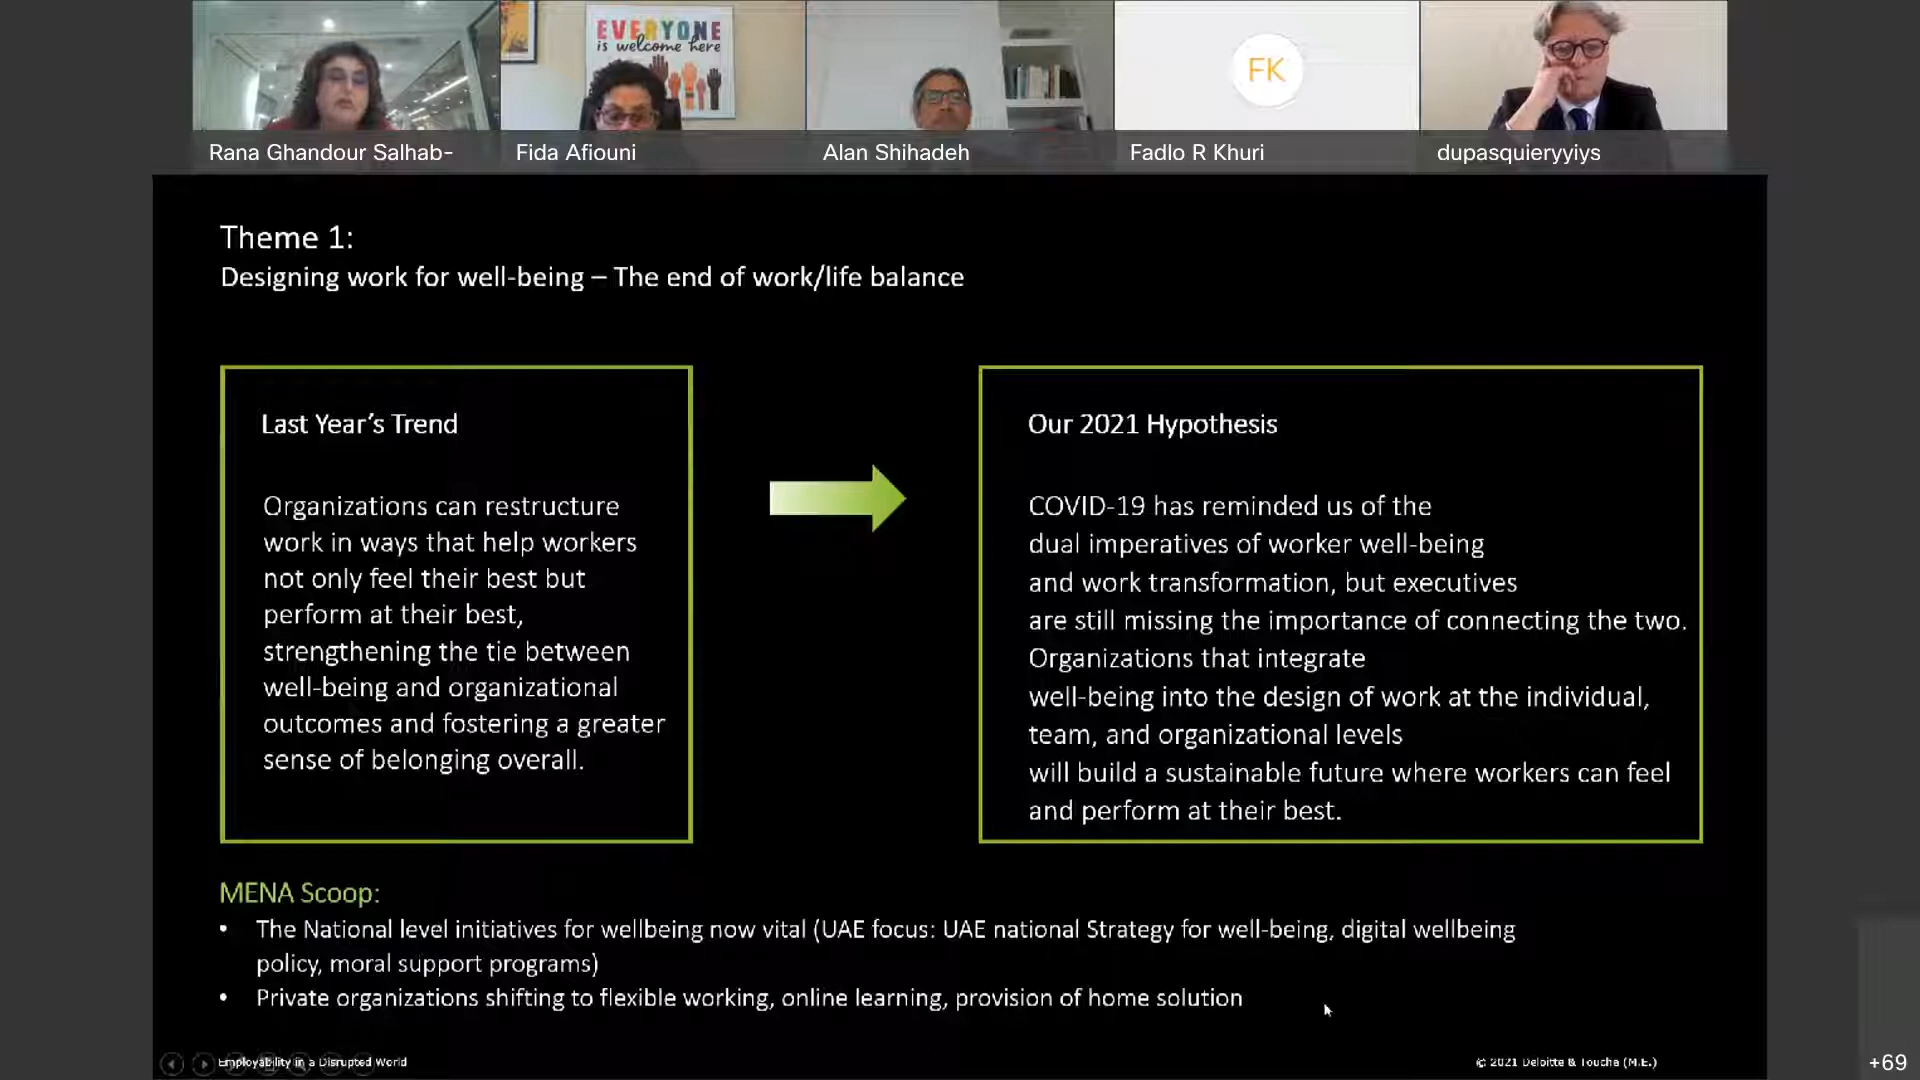 EVERYONE
is welcome here
FK
Rana Ghandour Salhab-
Fida Afiouni
Alan Shihadeh
Fadlo R Khuri
dupasquieryyiys
Theme 1:
Designing work for well-being – The end of work/life balance
Last Year's Trend
Organizations can restructure
work in ways that help workers
not only feel their best but
perform at their best,
strengthening the tie between
well-being and organizational
outcomes and fostering a greater
sense of belonging overall.
Our 2021 Hypothesis
COVID-19 has reminded us of the
dual imperatives of worker well-being
and work transformation, but executives
are still missing the importance of connecting the two.
Organizations that integrate
well-being into the design of work at the individual,
team, and organizational levels
will build a sustainable future where workers can feel
and perform at their best.
MENA Scoop:
• The National level initiatives for wellbeing now vital (UAE focus: UAE national Strategy for well-being, digital wellbeing
policy, moral support programs)
• Private organizations shifting to flexible working, online learning, provision of home solution
Employability in a Disrupted World
© 2021 Deloitte & Touche (M.E.)
+69